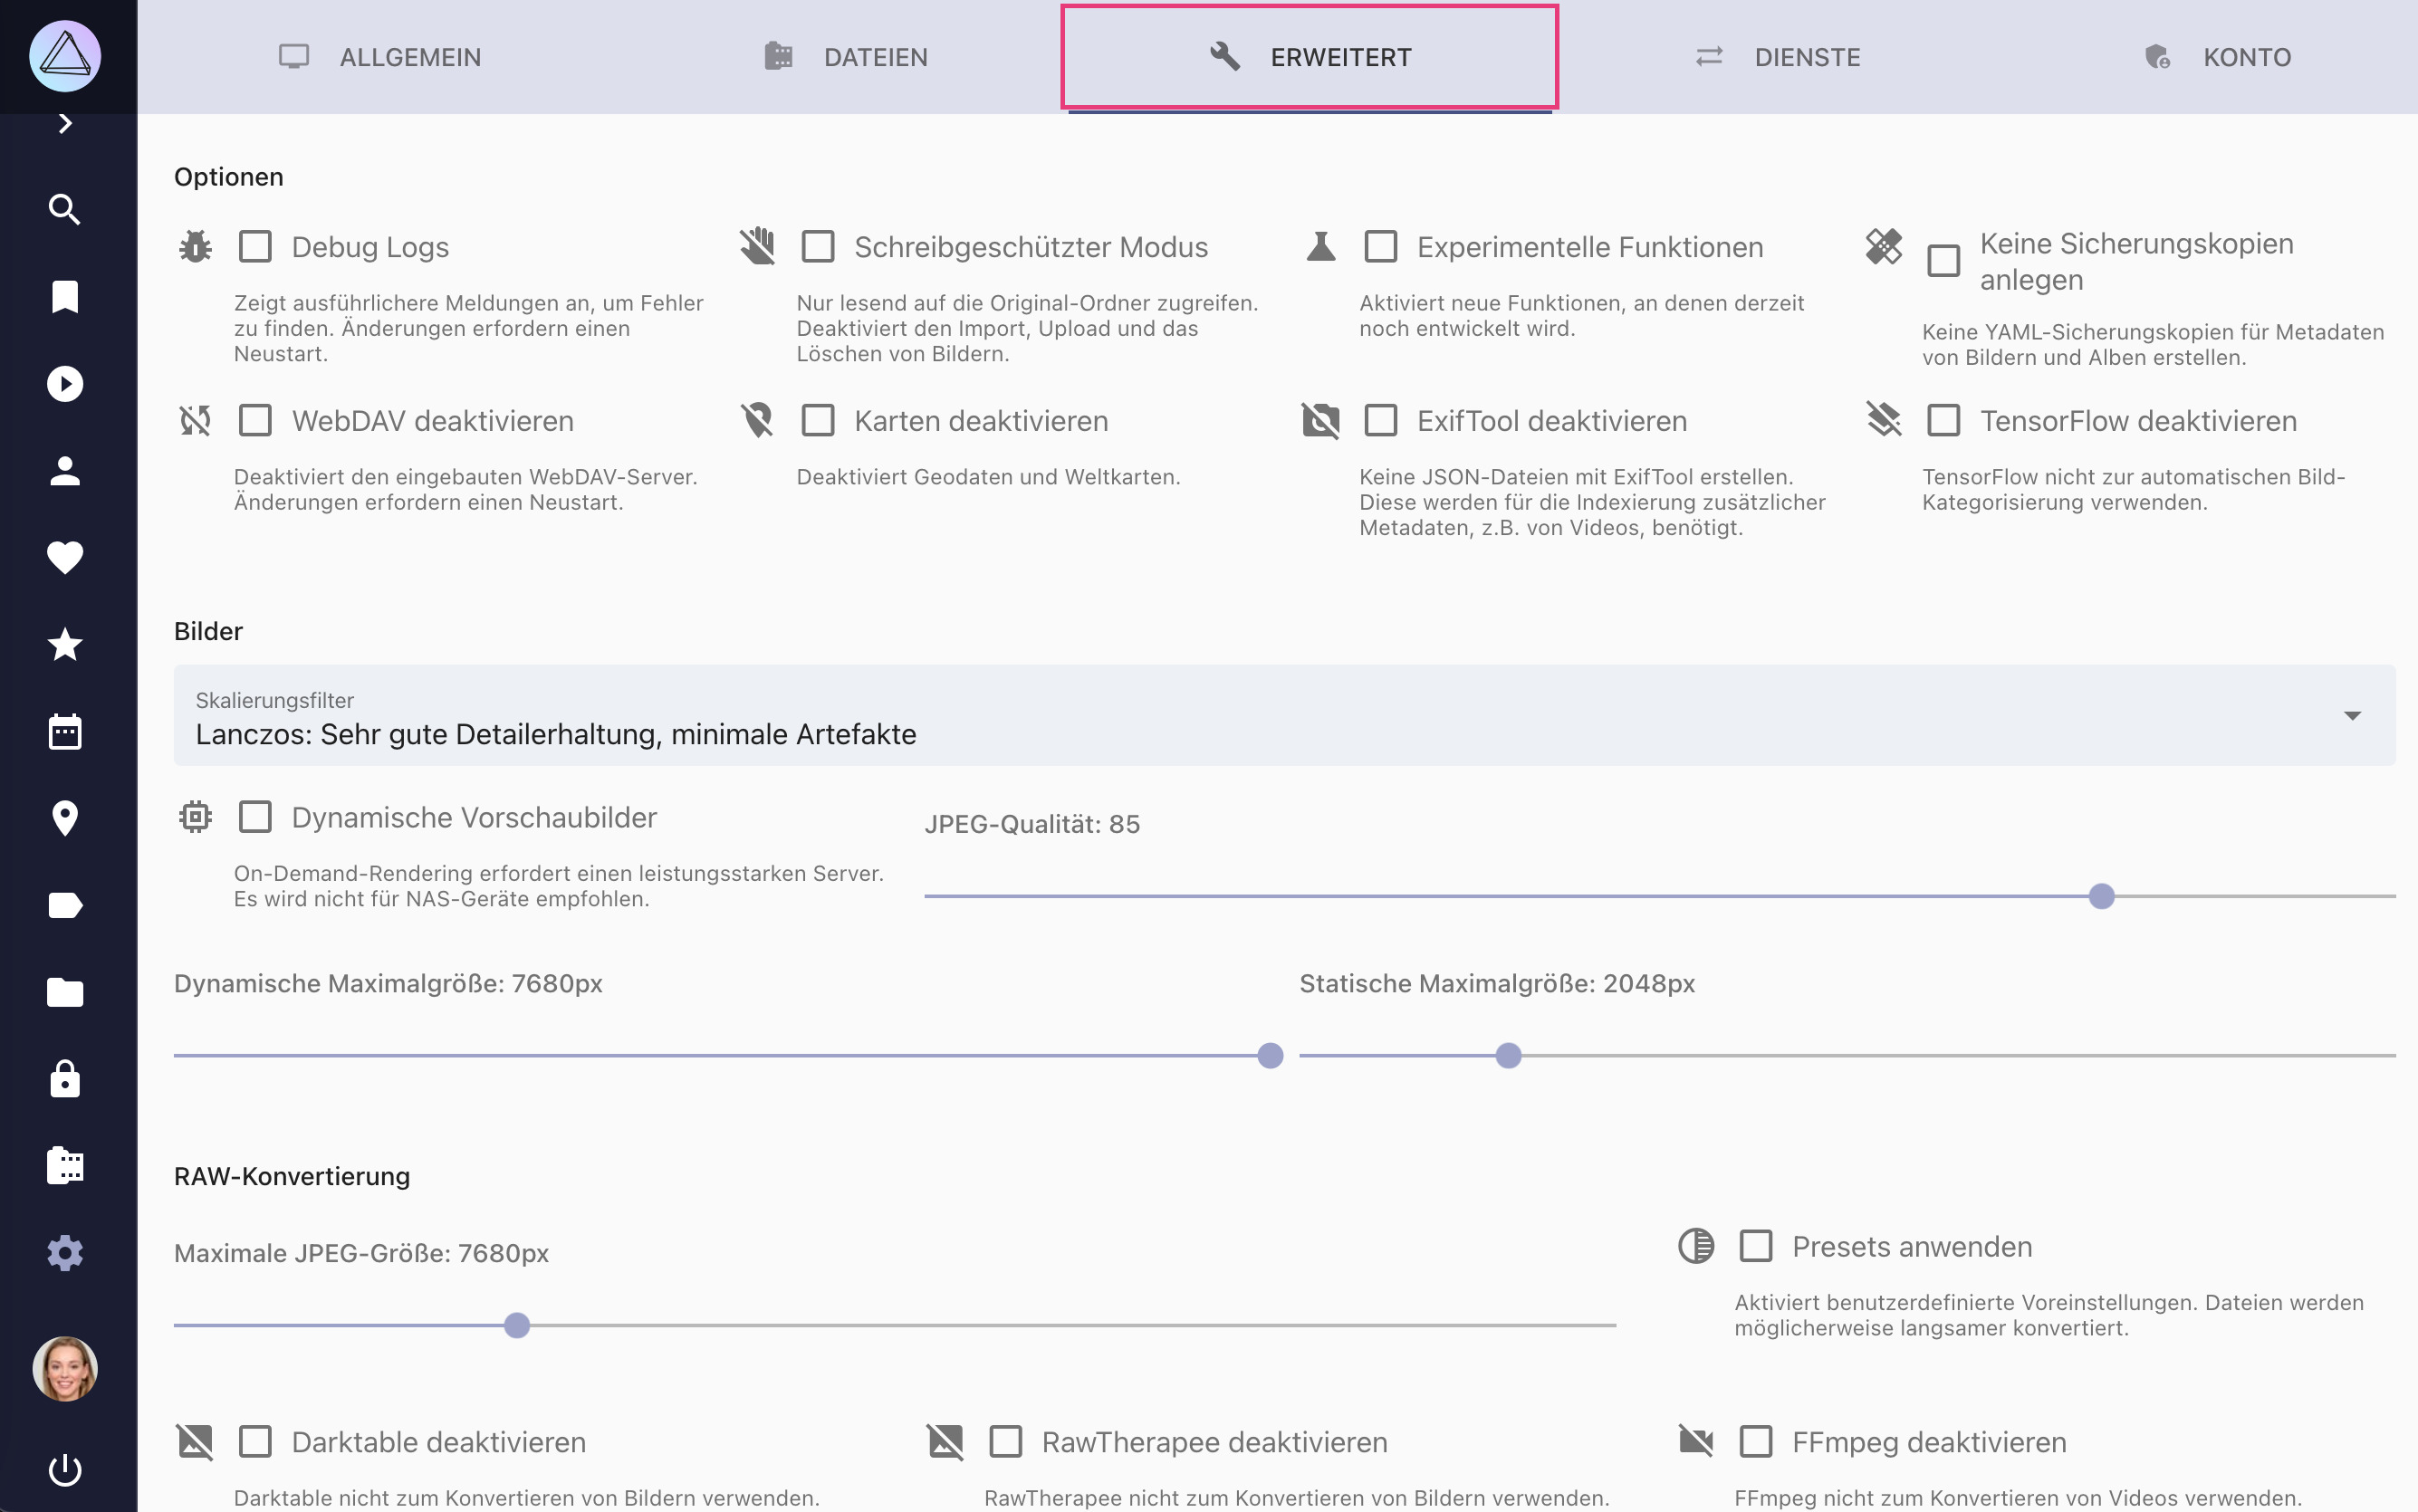 ALLGEMEIN
DATEIEN
ERWEITERT
DIENSTE
KONTO
Optionen
Debug Logs
Zeigt ausführlichere Meldungen an, um Fehler
zu finden. Änderungen erfordern einen
Neustart.
Schreibgeschützter Modus
Nur lesend auf die Original-Ordner zugreifen.
Deaktiviert den Import, Upload und das
Löschen von Bildern.
Experimentelle Funktionen
Aktiviert neue Funktionen, an denen derzeit
noch entwickelt wird.
Keine Sicherungskopien
anlegen
Keine YAML-Sicherungskopien für Metadaten
von Bildern und Alben erstellen.
WebDAV deaktivieren
Deaktiviert den eingebauten WebDAV-Server.
Änderungen erfordern einen Neustart.
Karten deaktivieren
Deaktiviert Geodaten und Weltkarten.
ExifTool deaktivieren
Keine JSON-Dateien mit ExifTool erstellen.
Diese werden für die Indexierung zusätzlicher
Metadaten, z.B. von Videos, benötigt.
TensorFlow deaktivieren
TensorFlow nicht zur automatischen Bild-
Kategorisierung verwenden.
Bilder
Skalierungsfilter
Lanczos: Sehr gute Detailerhaltung, minimale Artefakte
Dynamische Vorschaubilder
On-Demand-Rendering erfordert einen leistungsstarken Server.
Es wird nicht für NAS-Geräte empfohlen.
JPEG-Qualität: 85
Dynamische Maximalgröße: 7680px
Statische Maximalgröße: 2048px
RAW-Konvertierung
Maximale JPEG-Größe: 7680px
Presets anwenden
Aktiviert benutzerdefinierte Voreinstellungen. Dateien werden
möglicherweise langsamer konvertiert.
Darktable deaktivieren
Darktable nicht zum Konvertieren von Bildern verwenden.
RawTherapee deaktivieren
RawTherapee nicht zum Konvertieren von Bildern verwenden.
FFmpeg deaktivieren
FFmpeg nicht zum Konvertieren von Videos verwenden.